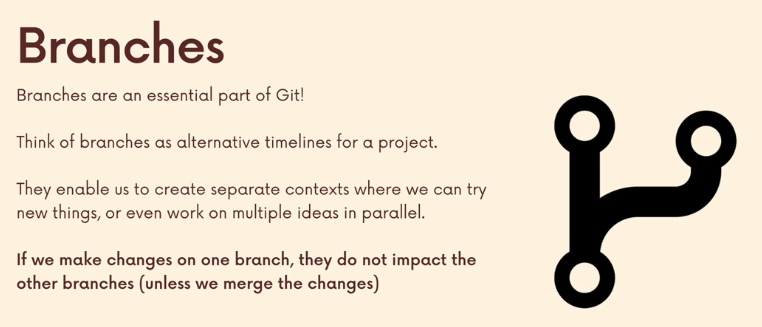 Branches
Branches are an essential part of Git!
Think of branches as alternative timelines for a project.
They enable us to create separate contexts where we can try
new things, or even work on multiple ideas in parallel.
If we make changes on one branch, they do not impact the
other branches (unless we merge the changes)